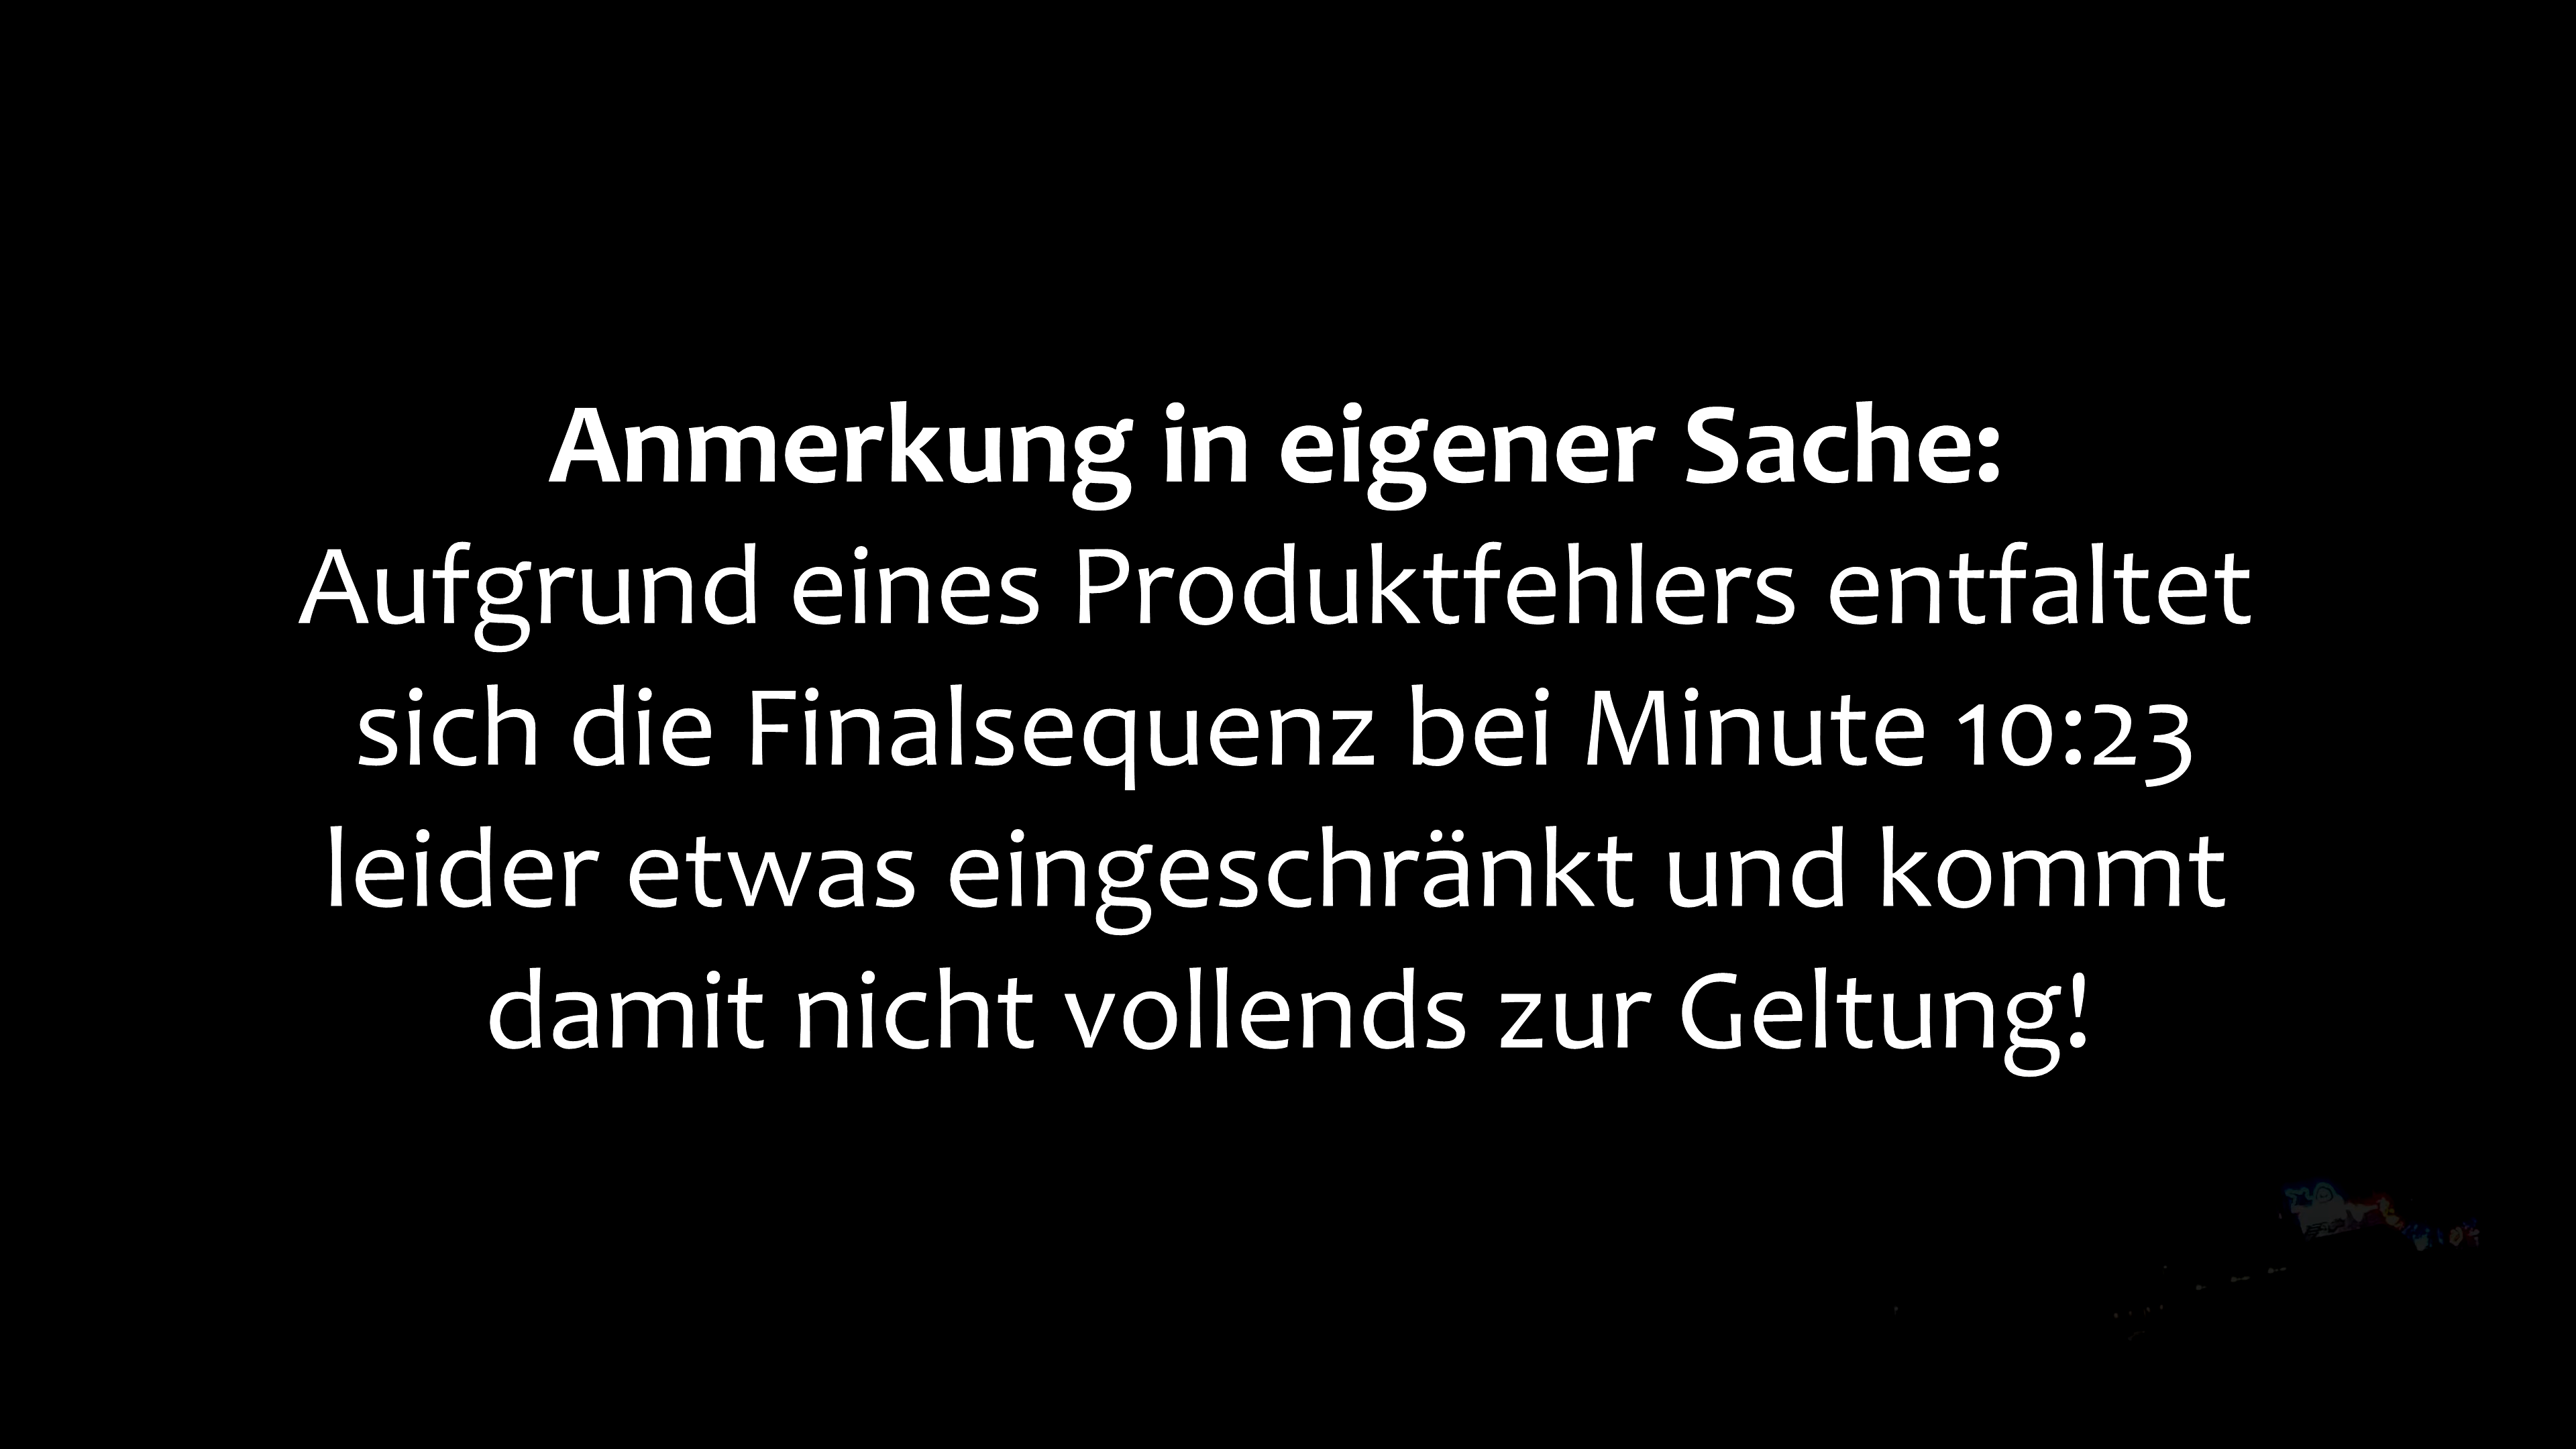 Anmerkung in eigener Sache:
Aufgrund eines Produktfehlers entfaltet
sich die Finalsequenz bei Minute 10:23
leider etwas eingeschränkt und kommt
damit nicht vollends zur Geltung!